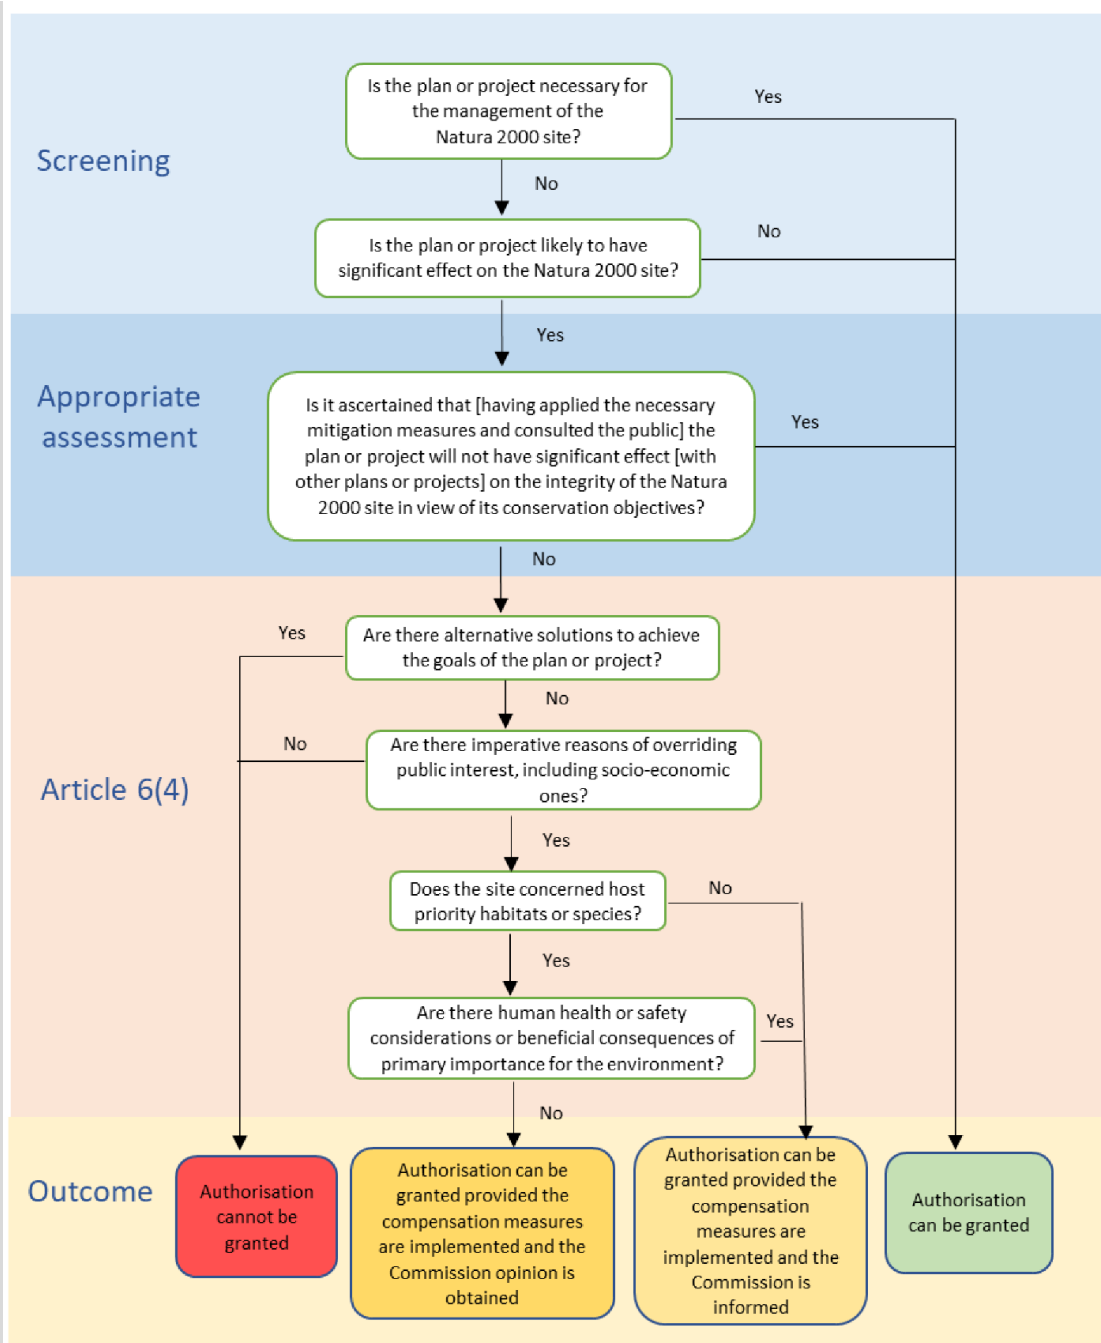 Is the plan or project necessary for
the management of the
Natura 2000 site?
Yes
Screening
No
Is the plan or project likely to have
significant effect on the Natura 2000 site?
No
Yes
Appropriate
assessment
Is it ascertained that [having applied the necessary
mitigation measures and consulted the public] the
plan or project will not have significant effect [with
other plans or projects] on the integrity of the Natura
2000 site in view of its conservation objectives?
Yes
No
Are there alternative solutions to achieve
the goals of the plan or project?
Yes
No
Are there imperative reasons of overriding
public interest, including socio-economic
ones?
No
Article 6(4)
Yes
Does the site concerned host
priority habitats or species?
No
Yes
Are there human health or safety
considerations or beneficial consequences of
primary importance for the environment?
Yes
No
Outcome
Authorisation
cannot be
granted
Authorisation can be
granted provided the
compensation measures
are implemented and the
Commission opinion is
obtained
Authorisation can be
granted provided the
compensation
measures are
implemented and the
Commission is
informed
Authorisation
can be granted